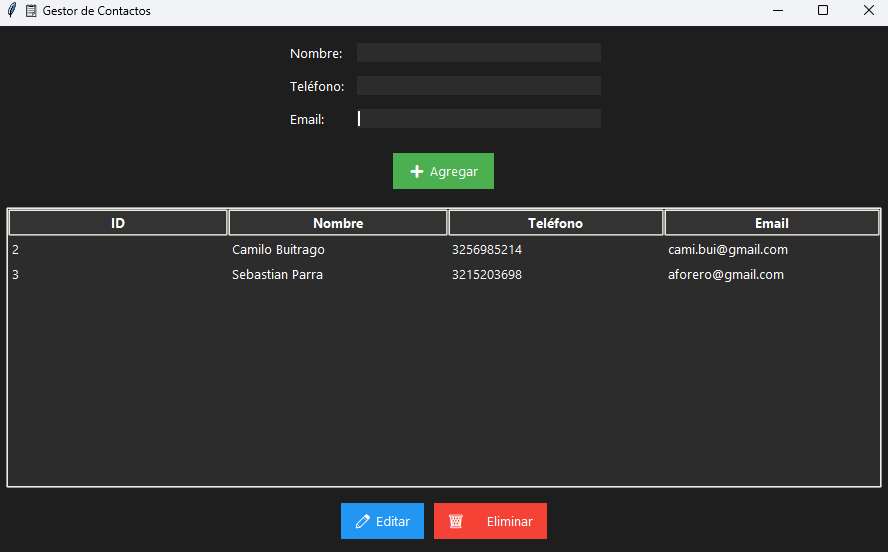 Gestor de Contactos
Nombre:
Teléfono:
Email:
Agregar
ID Nombre Teléfono Email
2 Camilo Buitrago 3256985214 cami.bui@gmail.com
3 Sebastian Parra 3215203698 aforero@gmail.com
Editar Eliminar